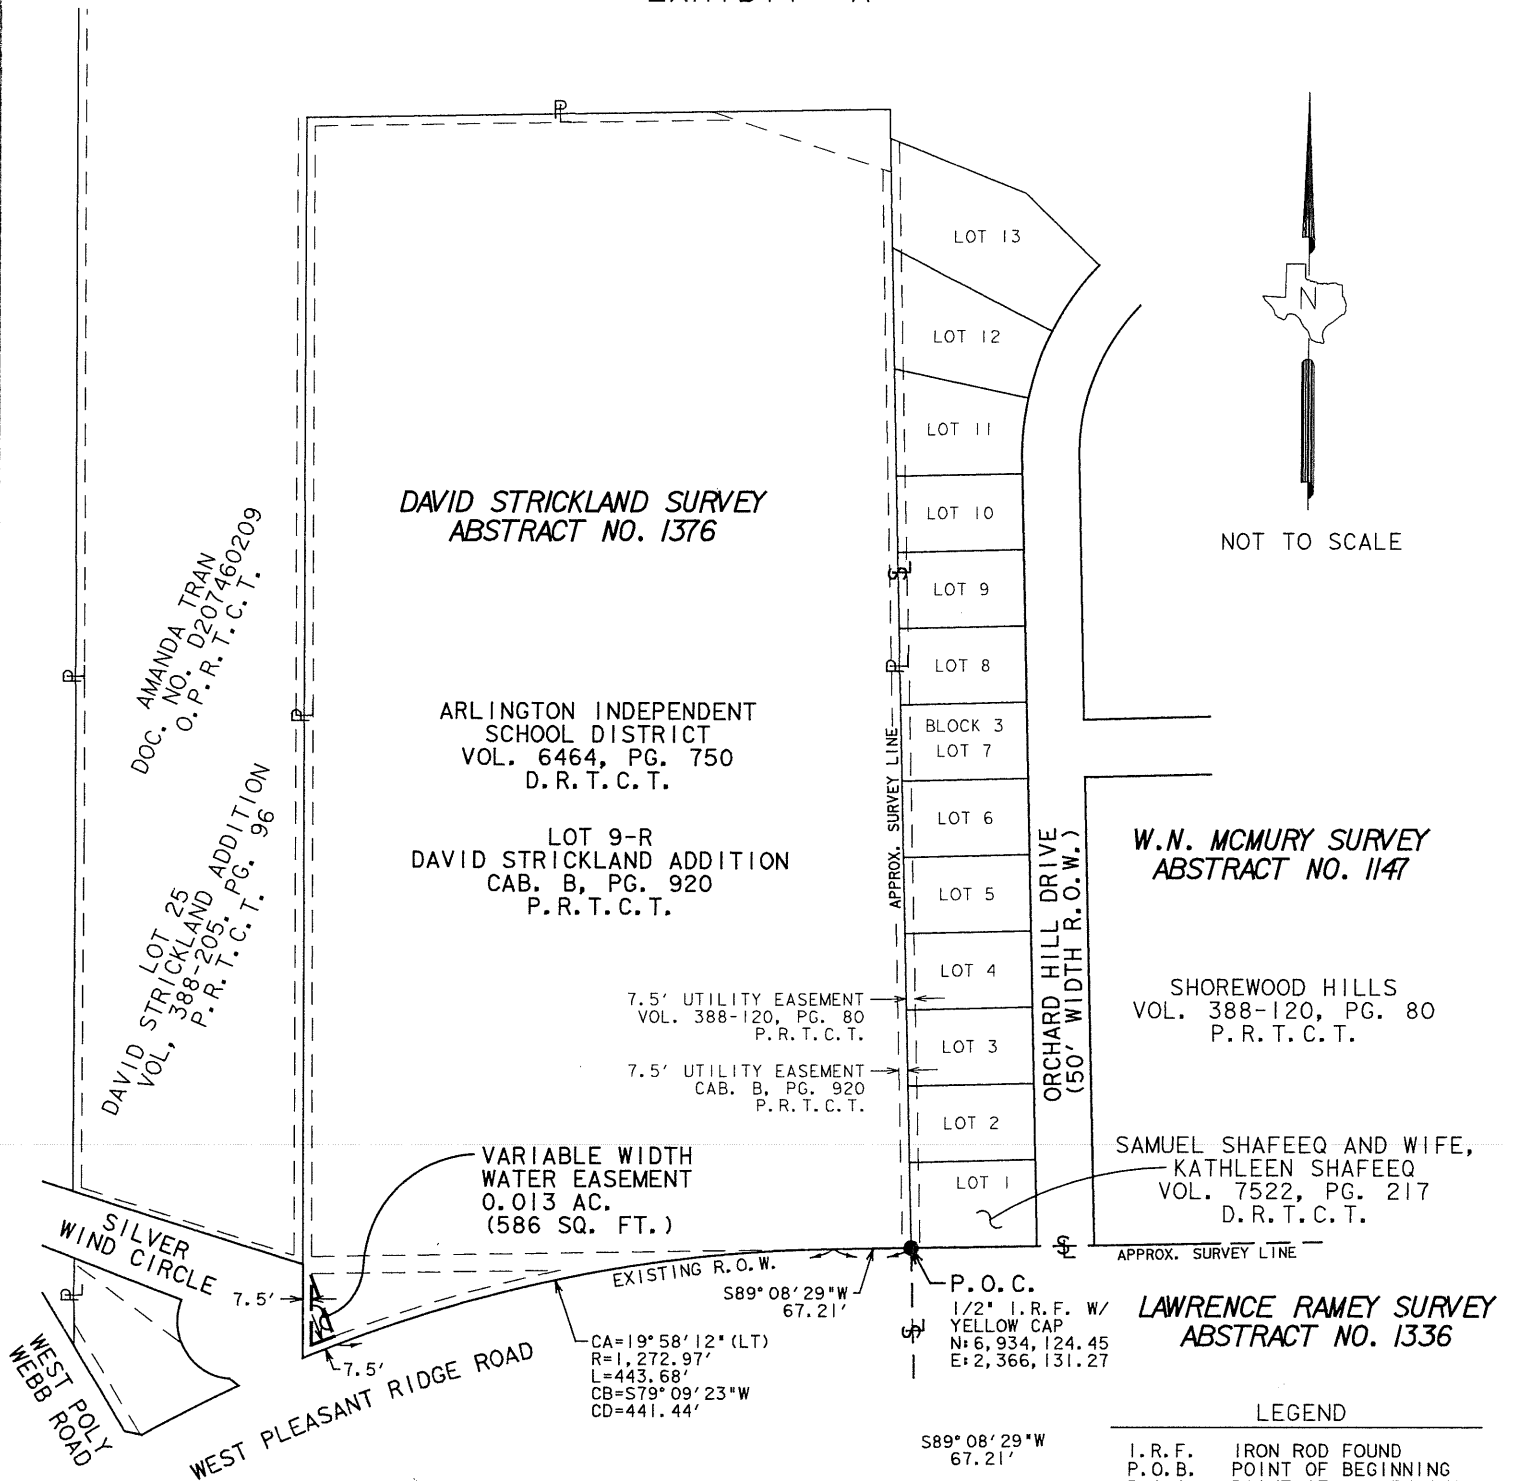 LOT 13
LOT 12
LOT 11
LOT 10
LOT 9
LOT 8
BLOCK 3
LOT 7
LOT 6
LOT 5
LOT 4
LOT 3
LOT 2
LOT 1
N
NOT TO SCALE
DAVID STRICKLAND SURVEY
ABSTRACT NO. 1376
AMANDA TRAN
DOC. NO. D207460209
O.P.R.T.C.T.
LOT 25
DAVID STRICKLAND ADDITION
VOL, 388-205. PG. 96
P.R.T.C.T.
ARLINGTON INDEPENDENT
SCHOOL DISTRICT
VOL. 6464, PG. 750
D.R.T.C.T.
LOT 9-R
DAVID STRICKLAND ADDITION
CAB. B, PG. 920
P.R.T.C.T.
APPROX. SURVEY LINE
ORCHARD HILL DRIVE
(50' WIDTH R.O.W.)
W.N. MCMURY SURVEY
ABSTRACT NO. 1147
SHOREWOOD HILLS
VOL. 388-120, PG. 80
P.R.T.C.T.
7.5' UTILITY EASEMENT
VOL. 388-120, PG. 80
P.R.T.C.T.
7.5' UTILITY EASEMENT
CAB. B, PG. 920
P.R.T.C.T.
SAMUEL SHAFEEQ AND WIFE,
KATHLEEN SHAFEEQ
VOL. 7522, PG. 217
D.R.T.C.T.
VARIABLE WIDTH
WATER EASEMENT
0.013 AC.
(586 SQ. FT.)
SILVER
WIND CIRCLE
7.5'
7.5'
EXISTING R.O.W.
S89°08'29"W
67.21'
APPROX. SURVEY LINE
P.O.C.
1/2" I.R.F. W/
YELLOW CAP
N:6,934,124.45
E:2,366,131.27
LAWRENCE RAMEY SURVEY
ABSTRACT NO. 1336
CA=19°58'12"(LT)
R=1,272.97'
L=443.68'
CB=S79°09'23"W
CD=441.44'
WEST PLEASANT RIDGE ROAD
WEST POLY
WEBB ROAD
S89°08'29"W
67.21'
LEGEND
I.R.F. IRON ROD FOUND
P.O.B. POINT OF BEGINNING